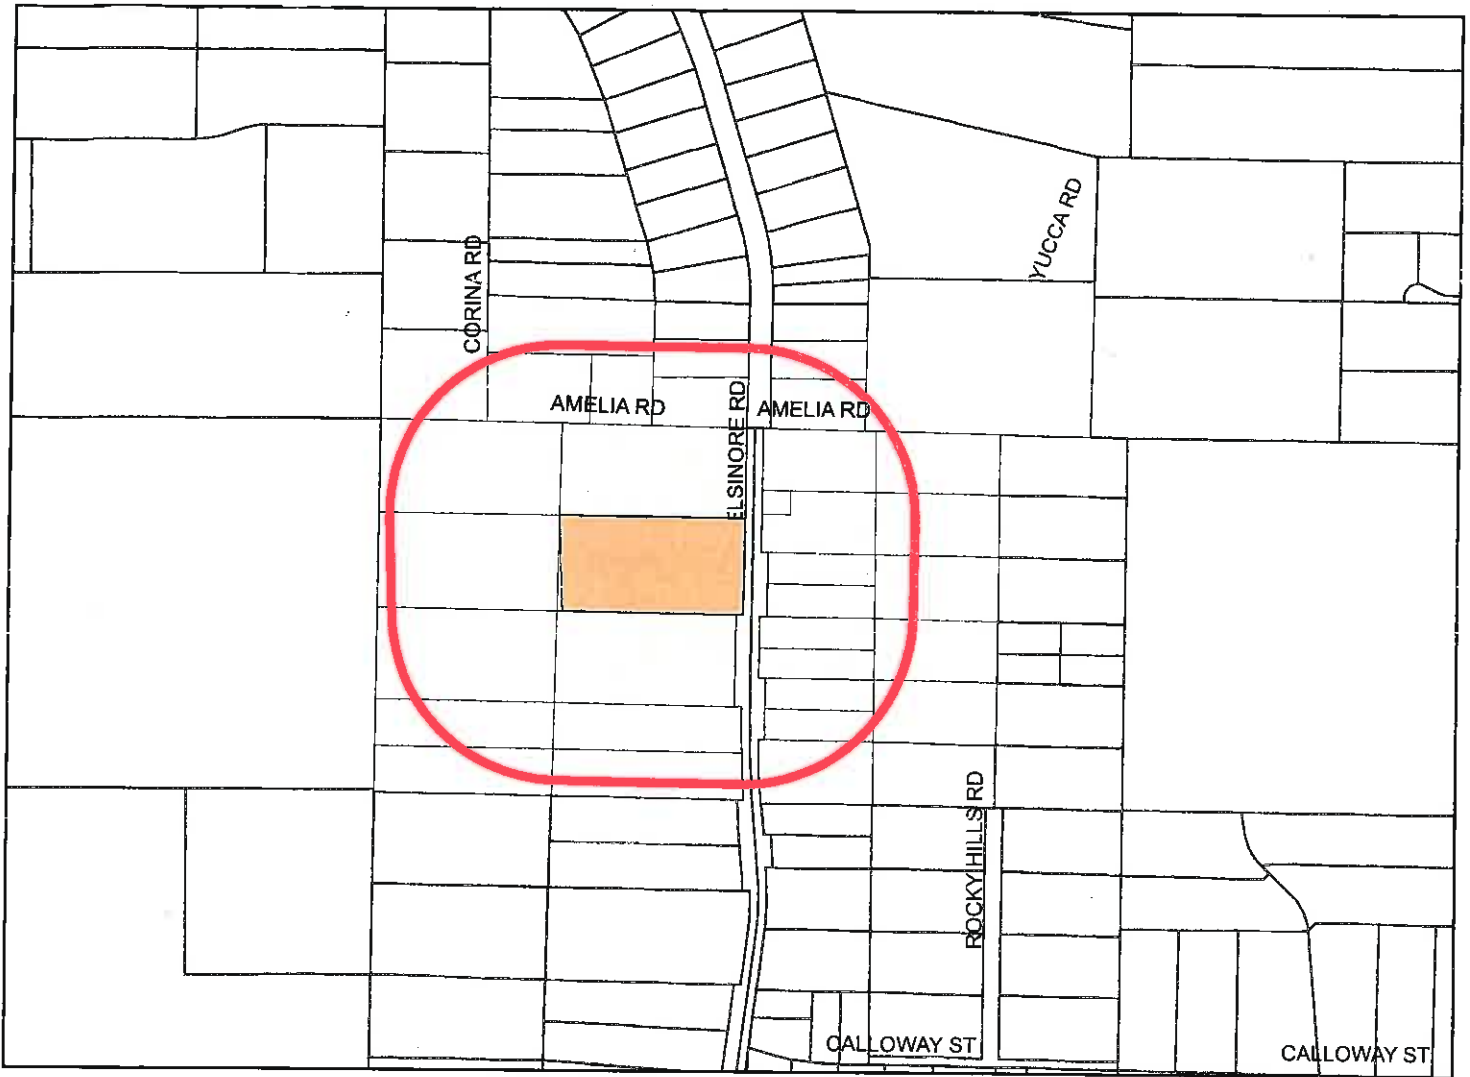 YUCCA RD
CORINA RD
AMELIA RD
ELSINORE RD
AMELIA RD
ROCKY HILLS RD
CALLOWAY ST
CALLOWAY ST